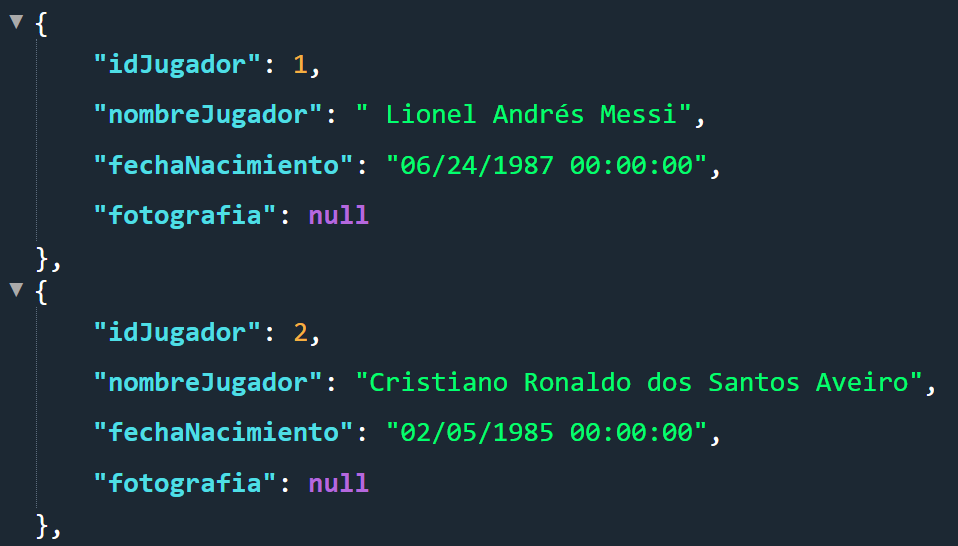 {
"idJugador": 1,
"nombreJugador": " Lionel Andrés Messi",
"fechaNacimiento": "06/24/1987 00:00:00",
"fotografia": null
},
{
"idJugador": 2,
"nombreJugador": "Cristiano Ronaldo dos Santos Aveiro",
"fechaNacimiento": "02/05/1985 00:00:00",
"fotografia": null
},